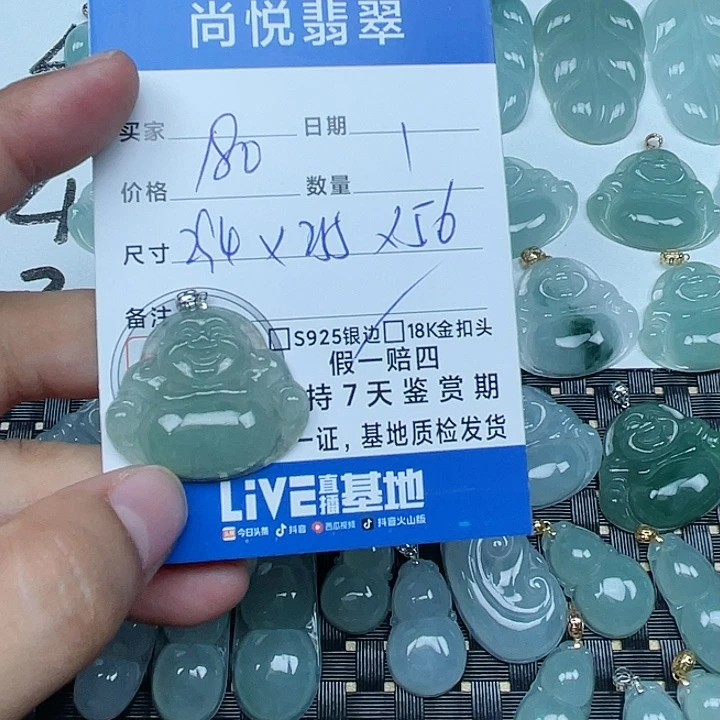 尚悦翡翠
买家 日期
180 1
价格 数量
尺寸
备注
S925银边 18K金扣头
假一赔四
持7天鉴赏期
一证,基地质检发货
LiVE直播基地
今日头条 抖音 西瓜视频 抖音火山版
4